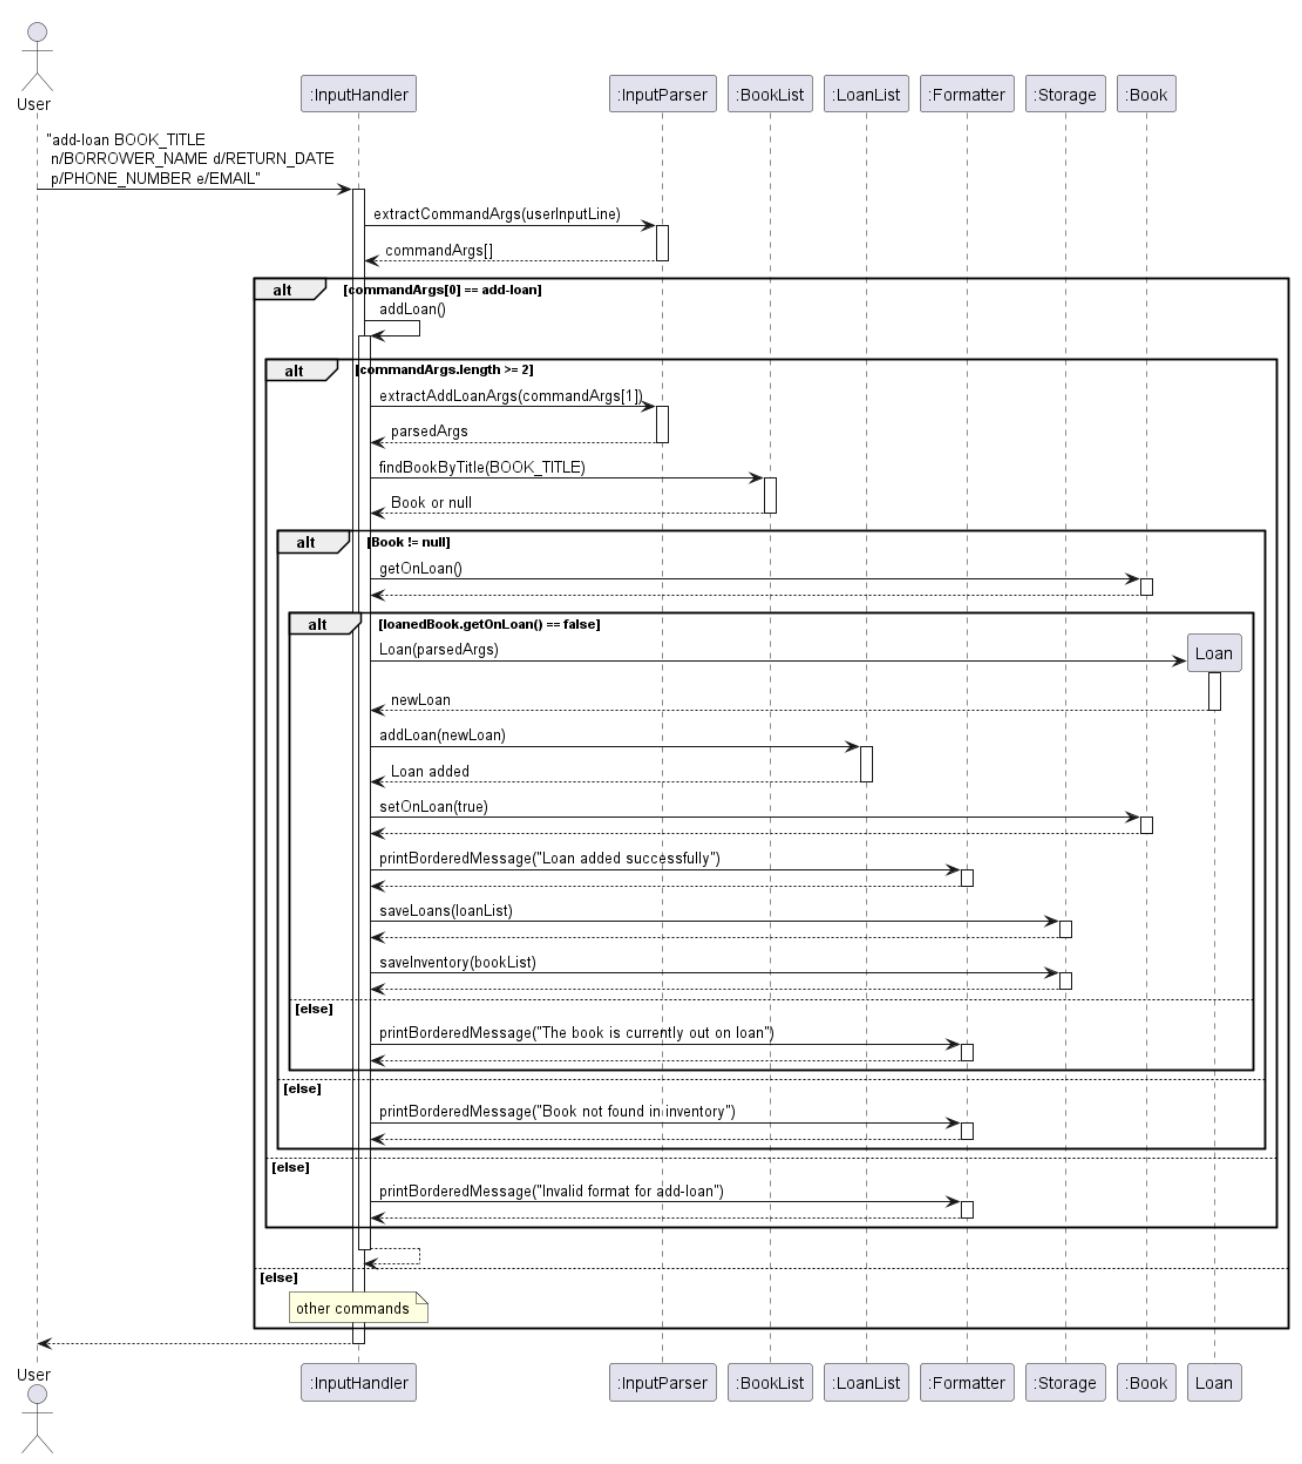 User
:InputHandler
:InputParser
:BookList
:LoanList
:Formatter
:Storage
:Book
"add-loan BOOK_TITLE
n/BORROWER_NAME d/RETURN_DATE
p/PHONE_NUMBER e/EMAIL"
extractCommandArgs(userInputLine)
commandArgs[]
alt [commandArgs[0] == add-loan]
addLoan()
alt [commandArgs.length >= 2]
extractAddLoanArgs(commandArgs[1])
parsedArgs
findBookByTitle(BOOK_TITLE)
Book or null
alt [Book != null]
getOnLoan()
alt [loanedBook.getOnLoan() == false]
Loan(parsedArgs)
Loan
newLoan
addLoan(newLoan)
Loan added
setOnLoan(true)
printBorderedMessage("Loan added successfully")
saveLoans(loanList)
saveInventory(bookList)
[else]
printBorderedMessage("The book is currently out on loan")
[else]
printBorderedMessage("Book not found in inventory")
[else]
printBorderedMessage("Invalid format for add-loan")
[else]
other commands
User
:InputHandler
:InputParser
:BookList
:LoanList
:Formatter
:Storage
:Book
Loan